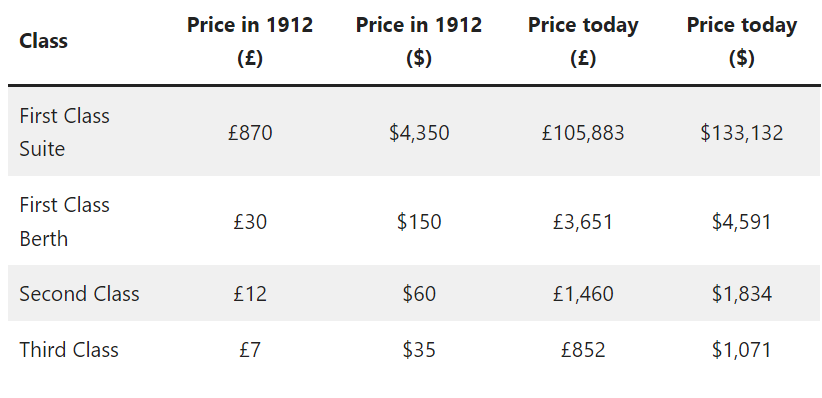 Class Price in 1912 (£) Price in 1912 ($) Price today (£) Price today ($)
First Class Suite £870 $4,350 £105,883 $133,132
First Class Berth £30 $150 £3,651 $4,591
Second Class £12 $60 £1,460 $1,834
Third Class £7 $35 £852 $1,071